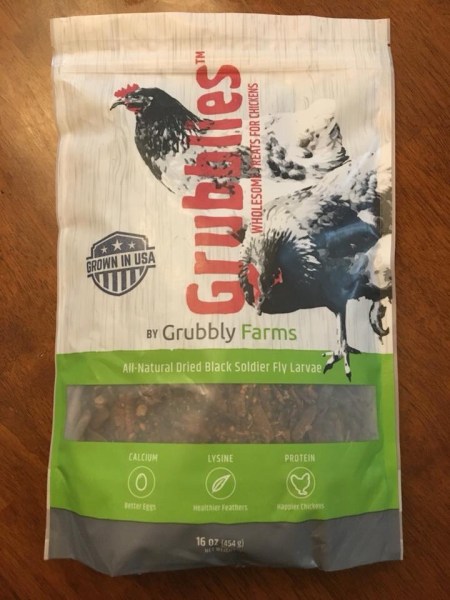 Grubblies™
WHOLESOME TREATS FOR CHICKENS
GROWN IN USA
BY Grubbly Farms
All-Natural Dried Black Soldier Fly Larvae
CALCIUM
Better Eggs
LYSINE
Healthier Feathers
PROTEIN
Happier Chickens
16 OZ (454 g)